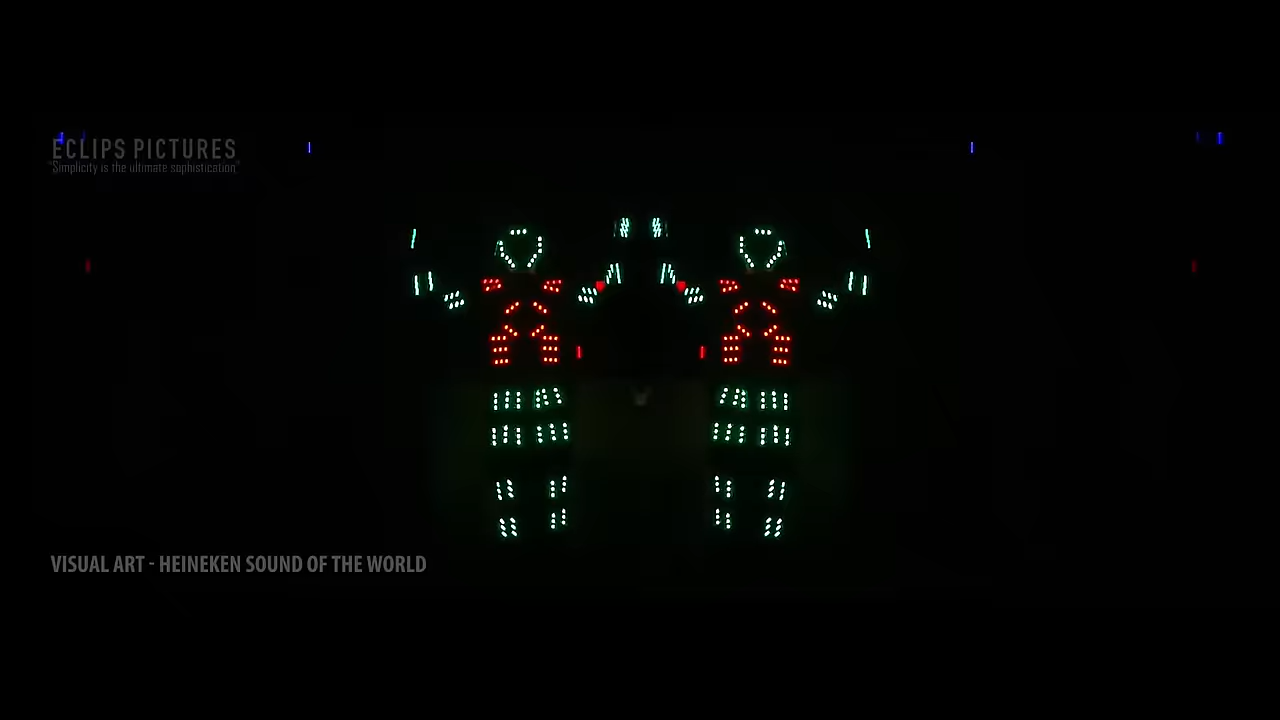 ECLIPS PICTURES
"Simplicity is the ultimate sophistication"
VISUAL ART - HEINEKEN SOUND OF THE WORLD